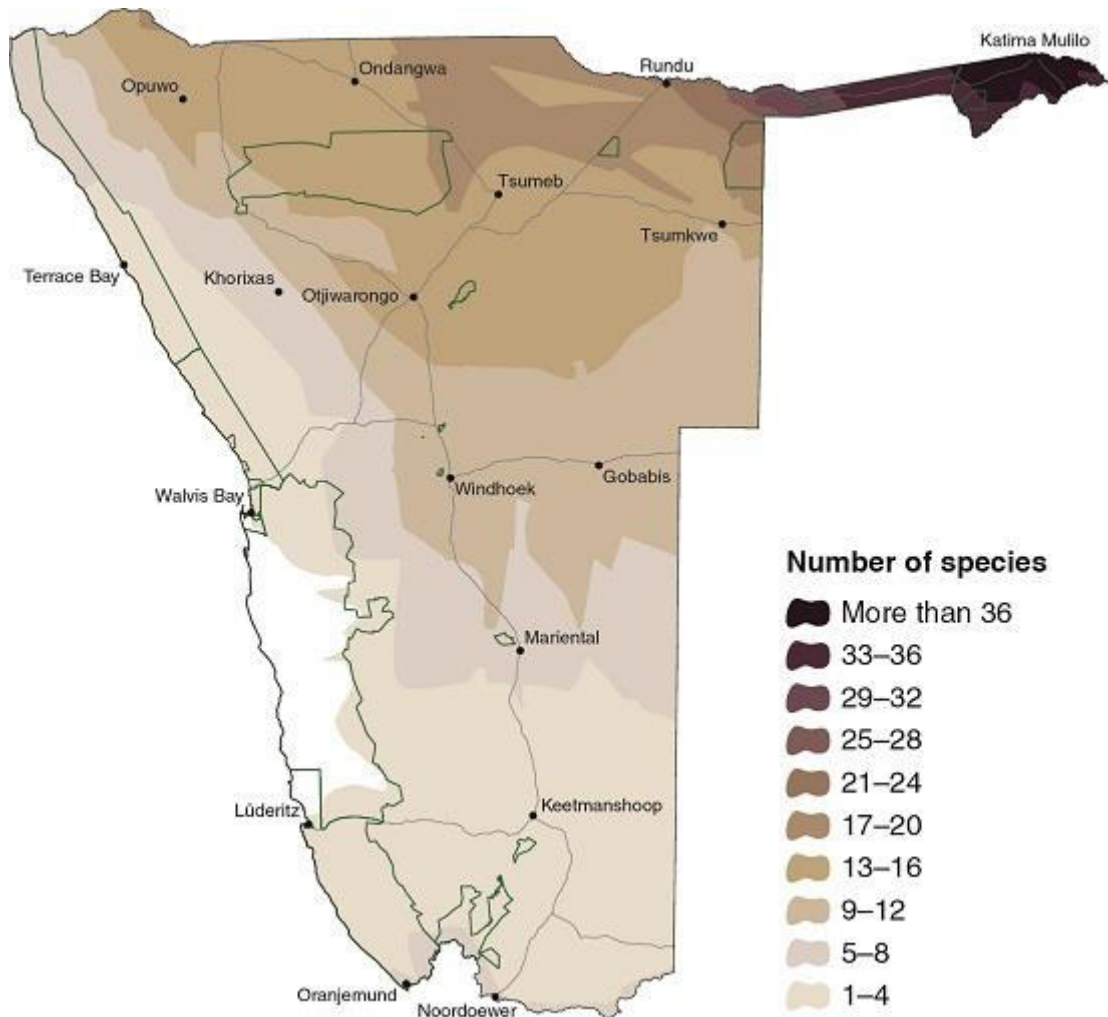 Katima Mulilo
Rundu
Ondangwa
Opuwo
Tsumeb
Tsumkwe
Terrace Bay
Khorixas
Otjiwarongo
Gobabis
Windhoek
Walvis Bay
Mariental
Lüderitz
Keetmanshoop
Oranjemund
Noordoewer
Number of species
More than 36
33–36
29–32
25–28
21–24
17–20
13–16
9–12
5–8
1–4